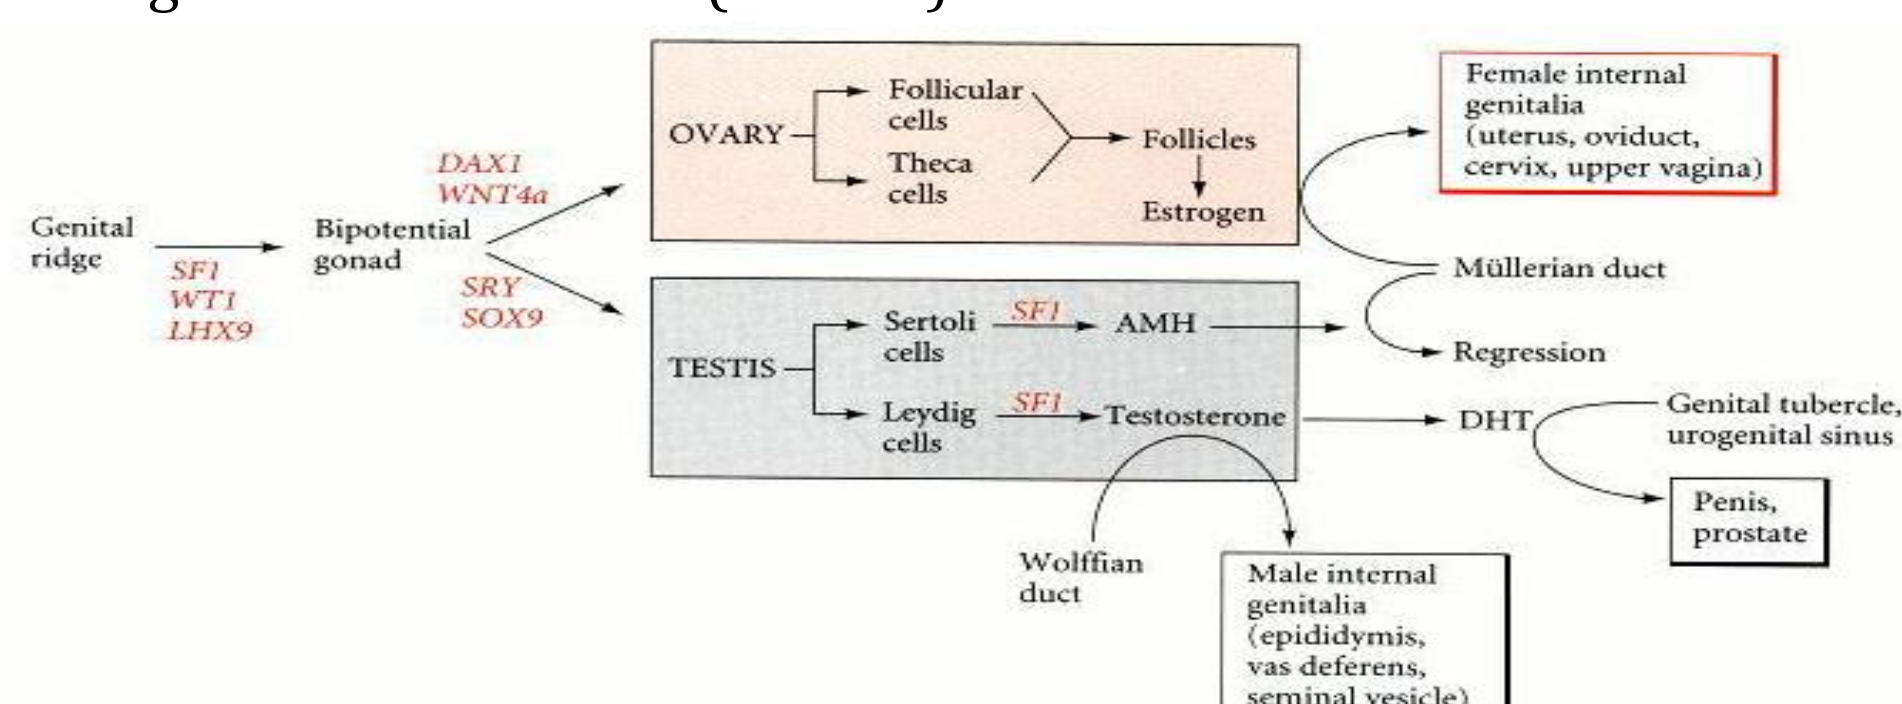 DAX1
WNT4a
Genital
ridge
SF1
WT1
LHX9
Bipotential
gonad
SRY
SOX9
OVARY
Follicular
cells
Theca
cells
Follicles
Estrogen
Female internal
genitalia
(uterus, oviduct,
cervix, upper vagina)
Müllerian duct
Regression
TESTIS
Sertoli
cells
SF1
AMH
Leydig
cells
SF1
Testosterone
DHT
Genital tubercle,
urogenital sinus
Penis,
prostate
Wolffian
duct
Male internal
genitalia
(epididymis,
vas deferens,
seminal vesicle)